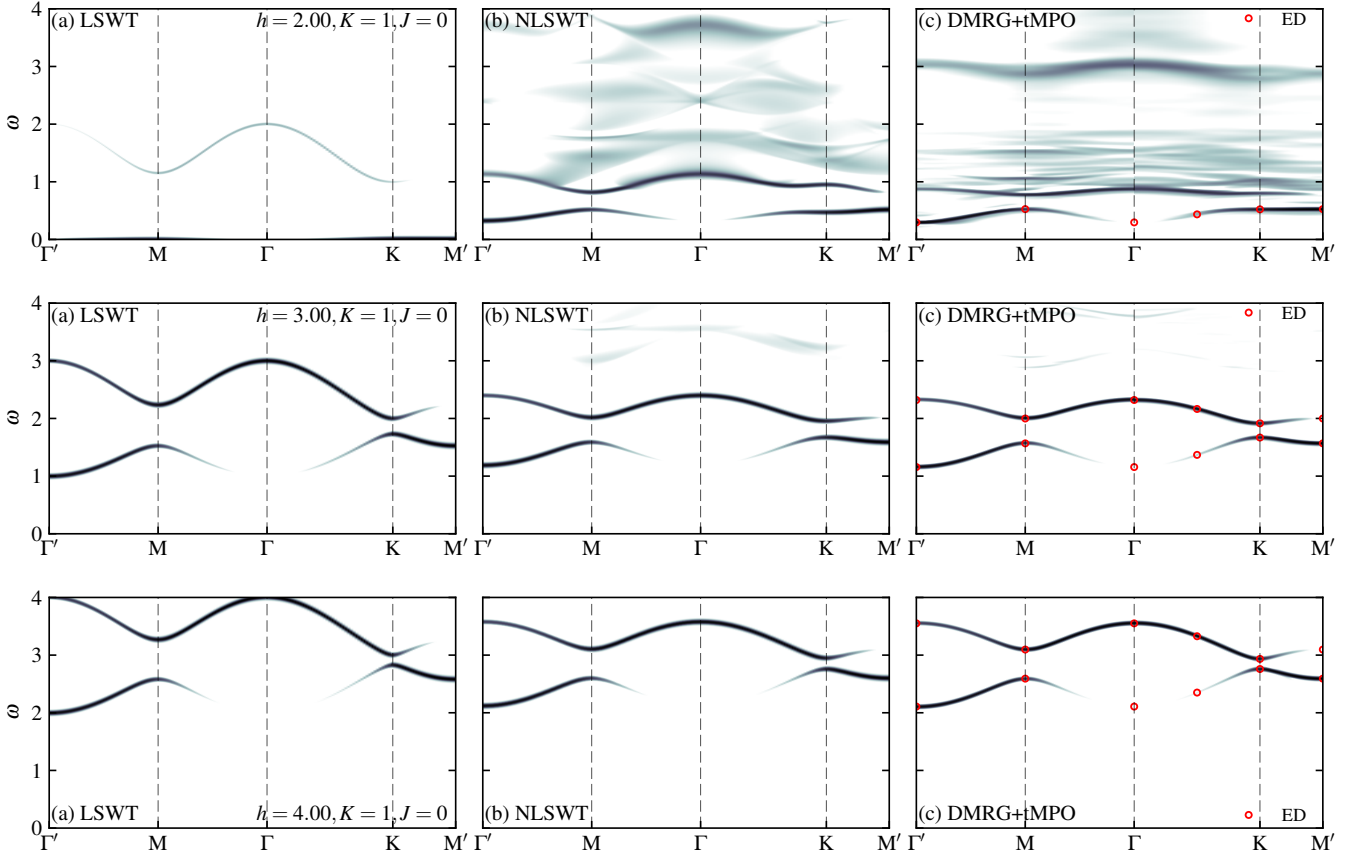 4
3
2
1
0
ω
(a) LSWT
h = 2.00, K = 1, J = 0
Γ′ M Γ K M′
(b) NLSWT
Γ′ M Γ K M′
(c) DMRG+tMPO
ED
Γ′ M Γ K M′
4
3
2
1
0
ω
(a) LSWT
h = 3.00, K = 1, J = 0
Γ′ M Γ K M′
(b) NLSWT
Γ′ M Γ K M′
(c) DMRG+tMPO
ED
Γ′ M Γ K M′
4
3
2
1
0
ω
(a) LSWT
h = 4.00, K = 1, J = 0
Γ′ M Γ K M′
(b) NLSWT
Γ′ M Γ K M′
(c) DMRG+tMPO
ED
Γ′ M Γ K M′